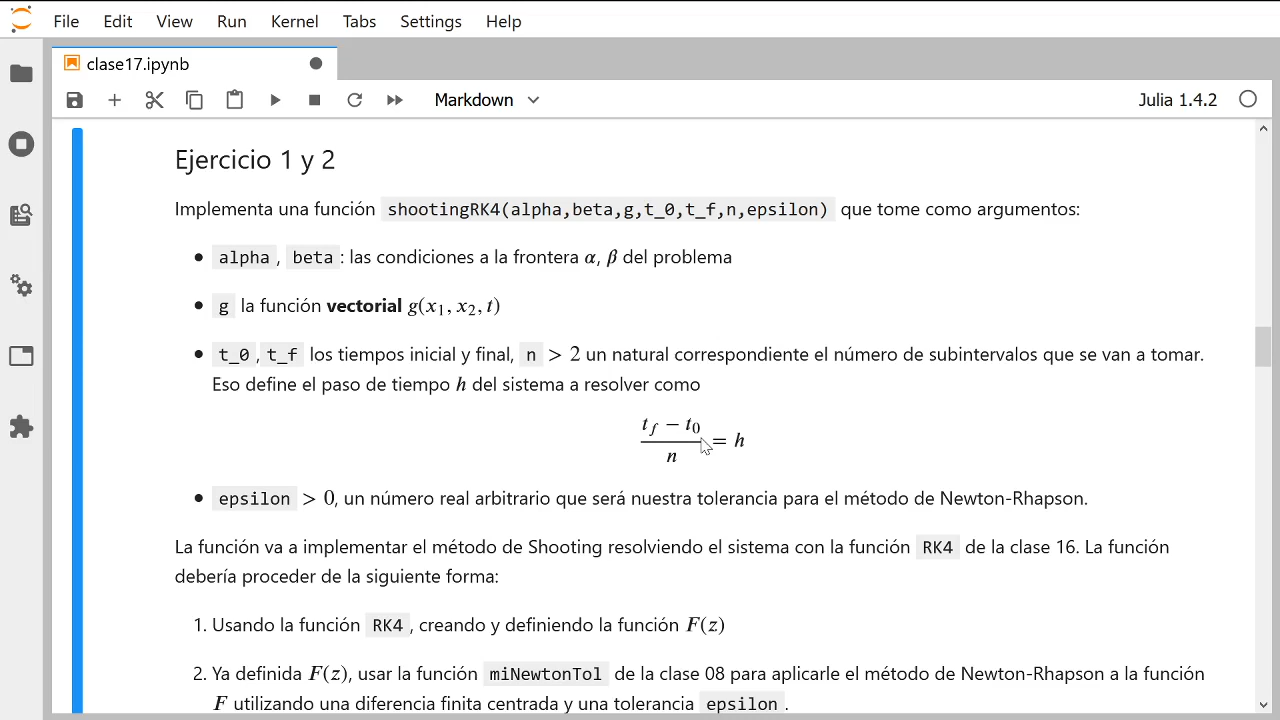 File Edit View Run Kernel Tabs Settings Help
clase17.ipynb
Markdown
Julia 1.4.2
Ejercicio 1 y 2
Implementa una función shootingRK4(alpha,beta,g,t_0,t_f,n,epsilon) que tome como argumentos:
• alpha, beta: las condiciones a la frontera α, β del problema
• g la función vectorial g(x₁, x₂, t)
• t_0,t_f los tiempos inicial y final, n > 2 un natural correspondiente el número de subintervalos que se van a tomar.
Eso define el paso de tiempo h del sistema a resolver como
t_f − t₀
= h
n
• epsilon > 0, un número real arbitrario que será nuestra tolerancia para el método de Newton-Rhapson.
La función va a implementar el método de Shooting resolviendo el sistema con la función RK4 de la clase 16. La función
debería proceder de la siguiente forma:
1. Usando la función RK4, creando y definiendo la función F(z)
2. Ya definida F(z), usar la función miNewtonTol de la clase 08 para aplicarle el método de Newton-Rhapson a la función
F utilizando una diferencia finita centrada y una tolerancia epsilon.